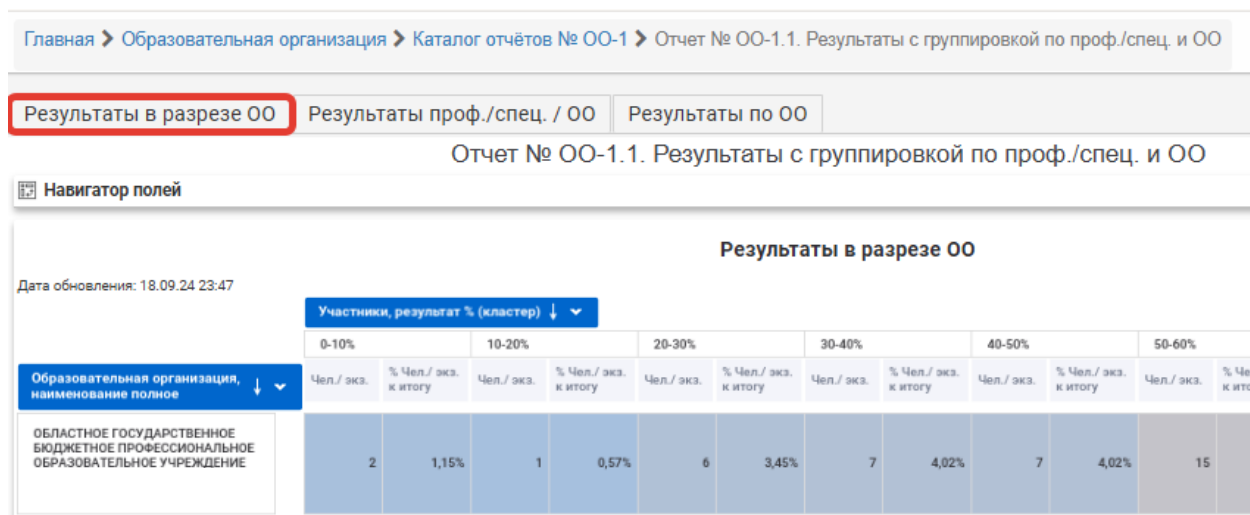 Главная > Образовательная организация > Каталог отчётов № ОО-1 > Отчет № ОО-1.1. Результаты с группировкой по проф./спец. и ОО
Результаты в разрезе ОО Результаты проф./спец. / ОО Результаты по ОО
Отчет № ОО-1.1. Результаты с группировкой по проф./спец. и ОО
Навигатор полей
Результаты в разрезе ОО
Дата обновления: 18.09.24 23:47
Участники, результат % (кластер) ↓
0-10% 10-20% 20-30% 30-40% 40-50% 50-60%
Образовательная организация, наименование полное ↓
Чел./ экз. % Чел./ экз. к итогу Чел./ экз. % Чел./ экз. к итогу Чел./ экз. % Чел./ экз. к итогу Чел./ экз. % Чел./ экз. к итогу Чел./ экз. % Чел./ экз. к итогу Чел./ экз.
ОБЛАСТНОЕ ГОСУДАРСТВЕННОЕ
БЮДЖЕТНОЕ ПРОФЕССИОНАЛЬНОЕ
ОБРАЗОВАТЕЛЬНОЕ УЧРЕЖДЕНИЕ
2 1,15% 1 0,57% 6 3,45% 7 4,02% 7 4,02% 15